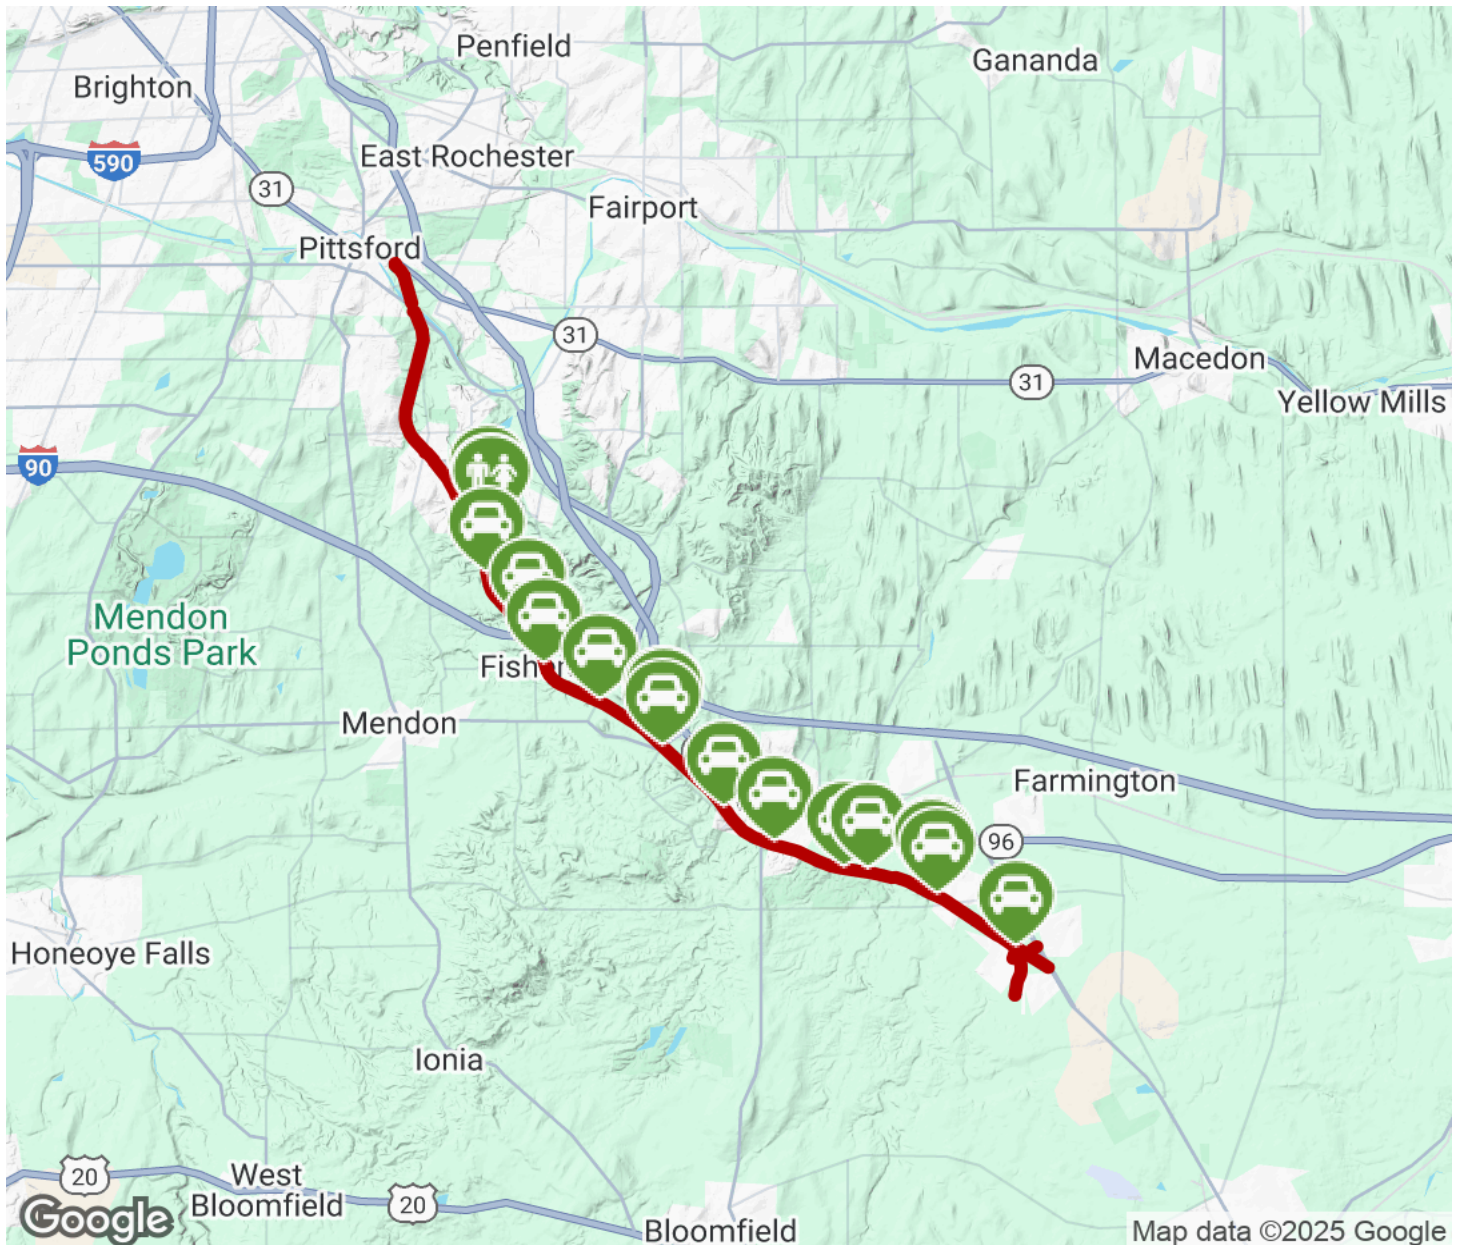 Penfield
Gananda
Brighton
East Rochester
590
31
Fairport
Pittsford
31
Macedon
31
Yellow Mills
90
Mendon
Ponds Park
Mendon
Farmington
96
Honeoye Falls
Ionia
20
West
Bloomfield
20
Google
Bloomfield
Map data ©2025 Google